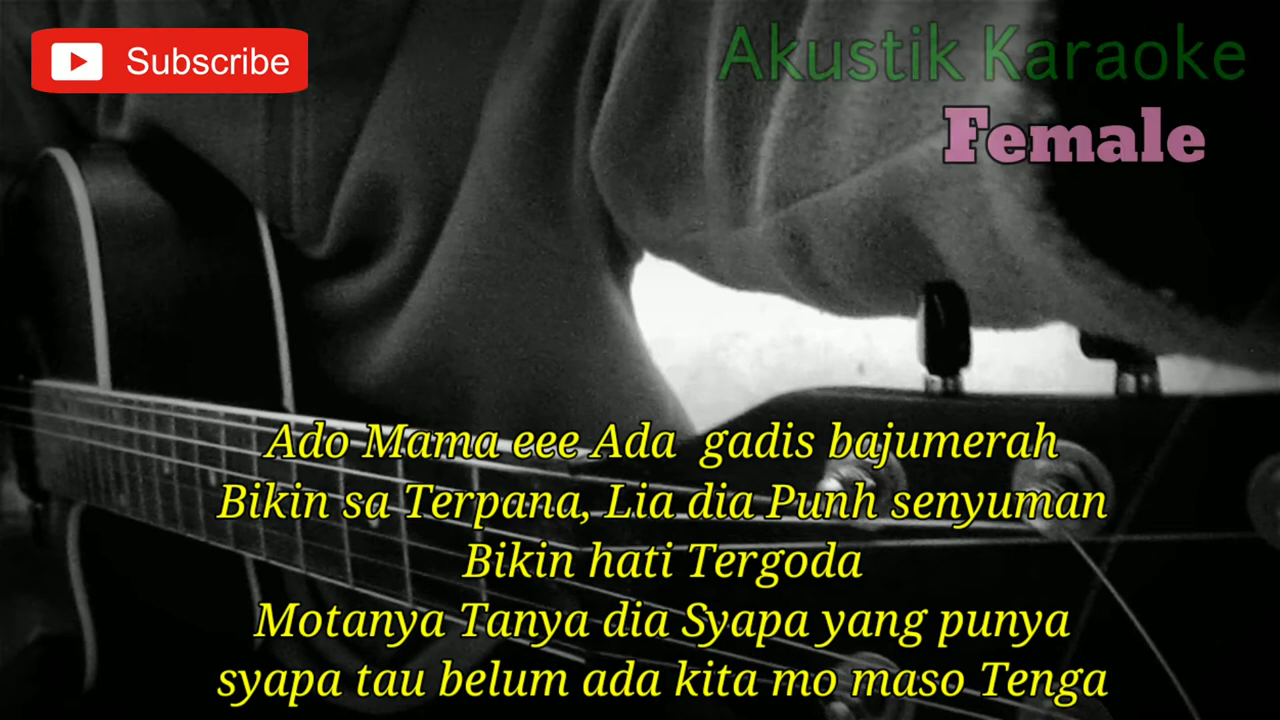 Subscribe
Akustik Karaoke
Female
Ado Mama eee Ada gadis bajumerah
Bikin sa Terpana, Lia dia Punh senyuman
Bikin hati Tergoda
Motanya Tanya dia Syapa yang punya
syapa tau belum ada kita mo maso Tenga